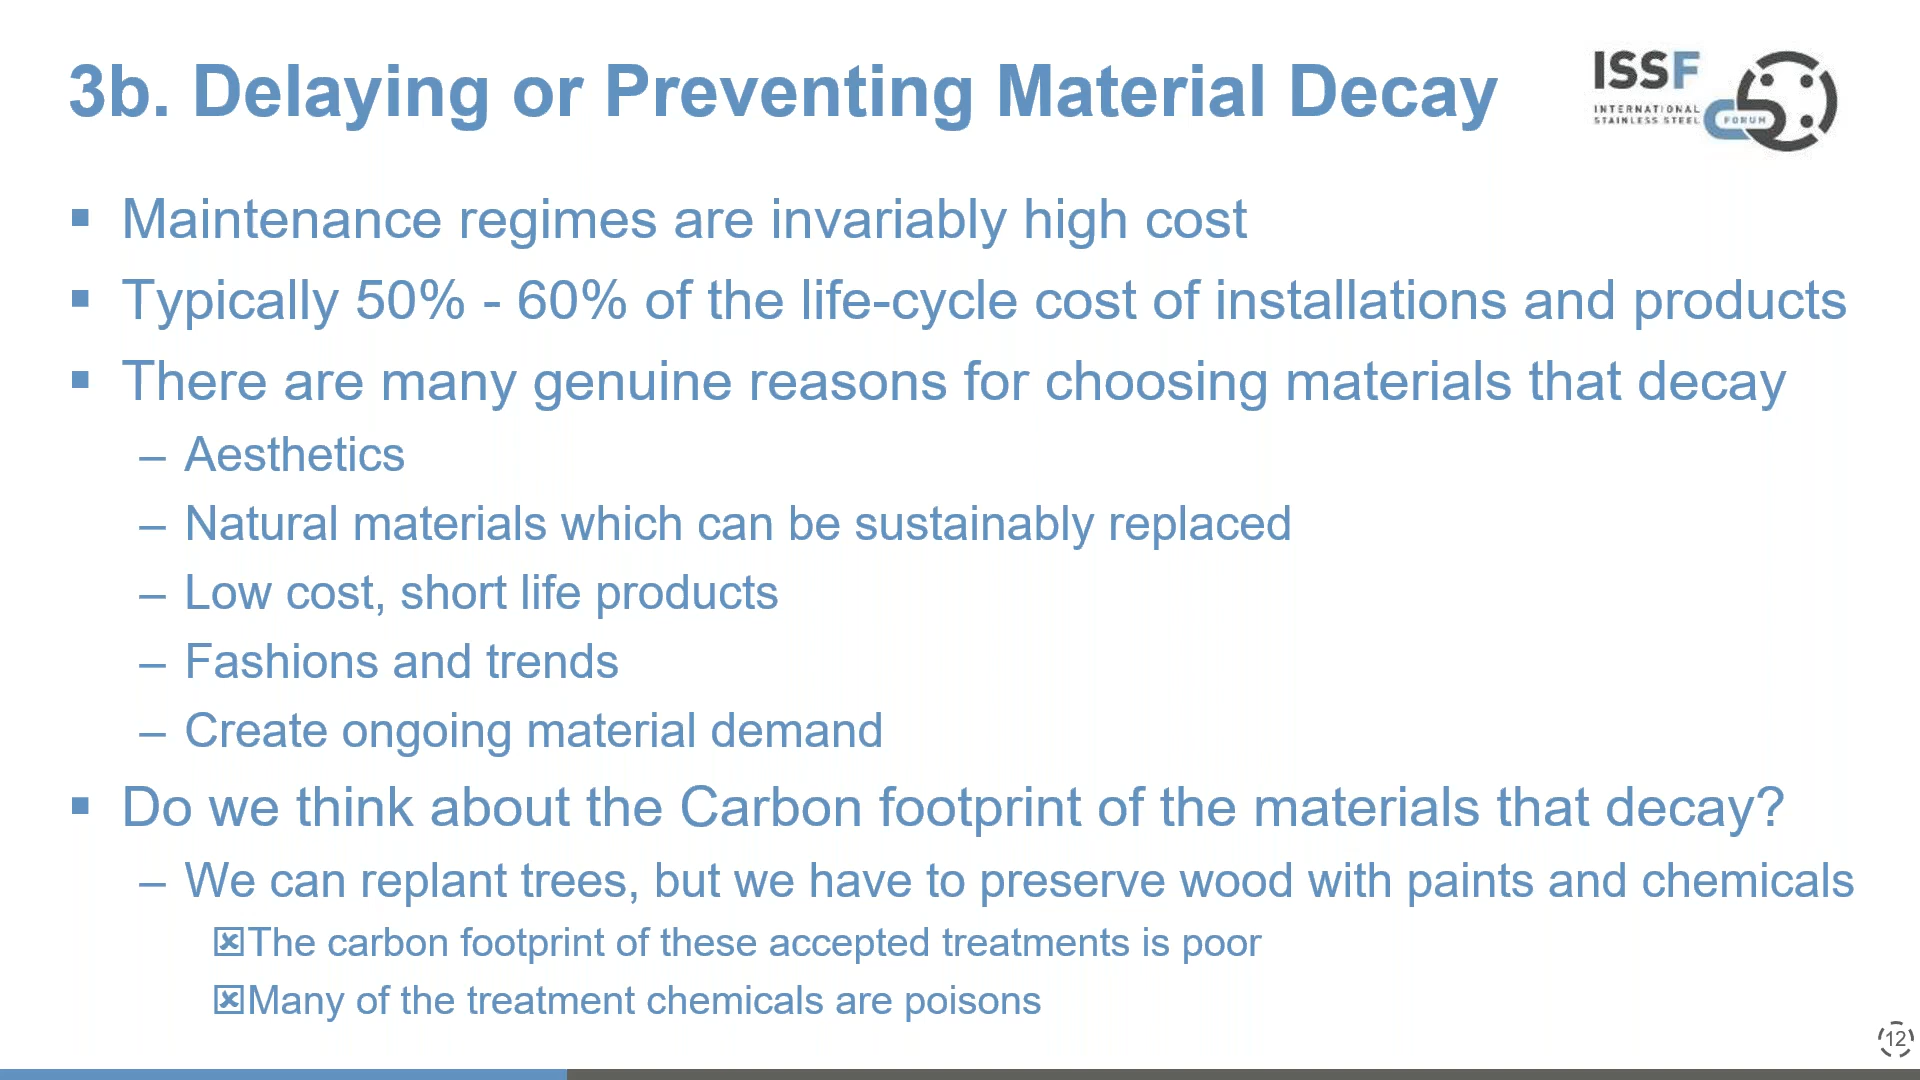 3b. Delaying or Preventing Material Decay
ISSF
INTERNATIONAL
STAINLESS STEEL
FORUM
▪ Maintenance regimes are invariably high cost
▪ Typically 50% - 60% of the life-cycle cost of installations and products
▪ There are many genuine reasons for choosing materials that decay
– Aesthetics
– Natural materials which can be sustainably replaced
– Low cost, short life products
– Fashions and trends
– Create ongoing material demand
▪ Do we think about the Carbon footprint of the materials that decay?
– We can replant trees, but we have to preserve wood with paints and chemicals
☒The carbon footprint of these accepted treatments is poor
☒Many of the treatment chemicals are poisons
12